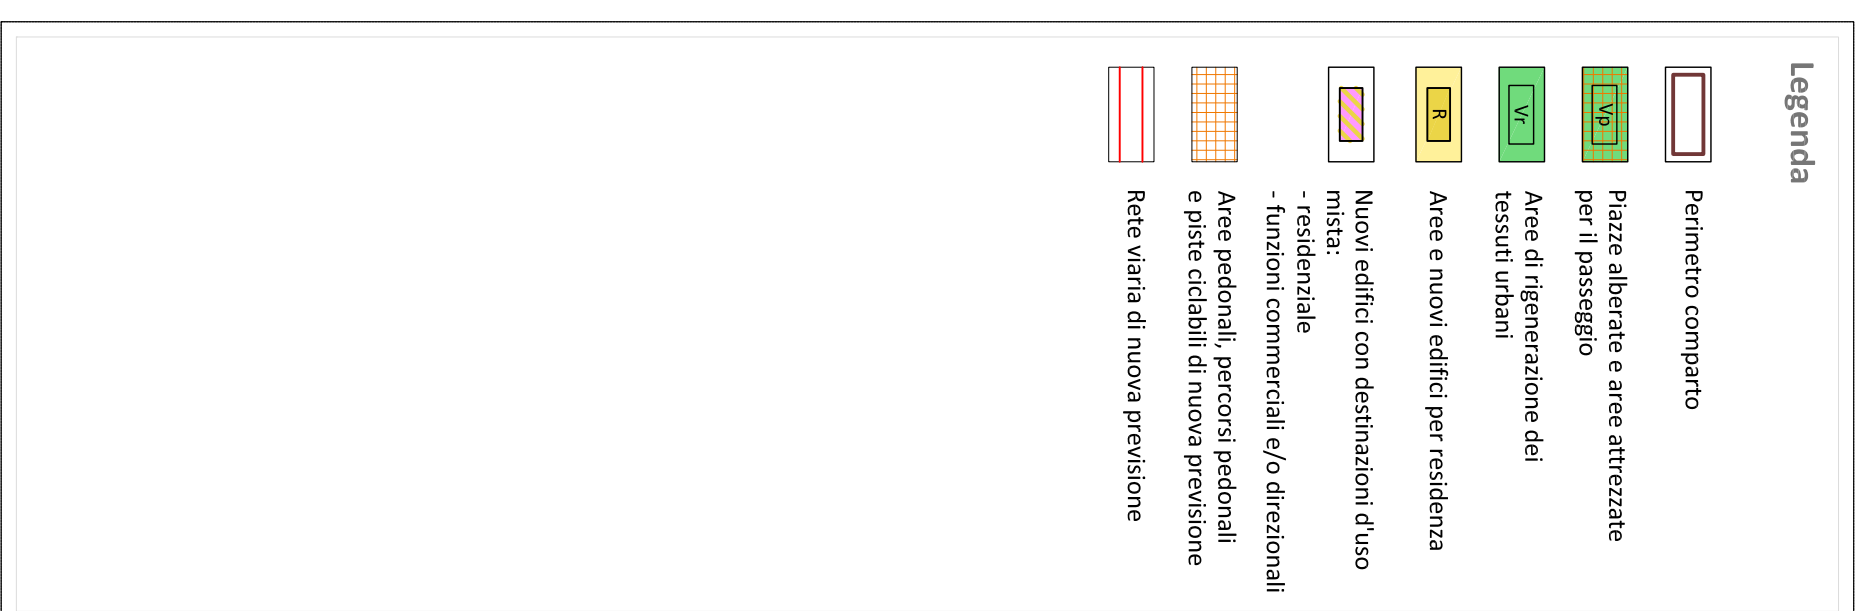 Legenda
Perimetro comparto
Vp
Piazze alberate e aree attrezzate
per il passeggio
Vr
Aree di rigenerazione dei
tessuti urbani
R
Aree e nuovi edifici per residenza
Nuovi edifici con destinazioni d'uso
mista:
- residenziale
- funzioni commerciali e/o direzionali
Aree pedonali, percorsi pedonali
e piste ciclabili di nuova previsione
Rete viaria di nuova previsione